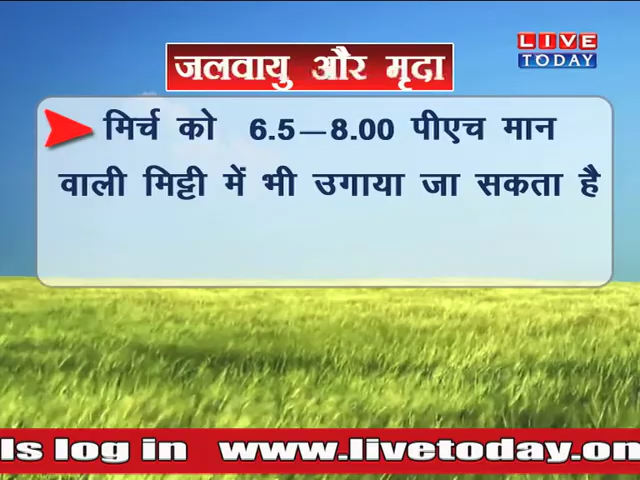 जलवायु और मृदा
LIVE
TODAY
मिर्च को 6.5–8.00 पीएच मान
वाली मिट्टी में भी उगाया जा सकता है
ls log in www.livetoday.on